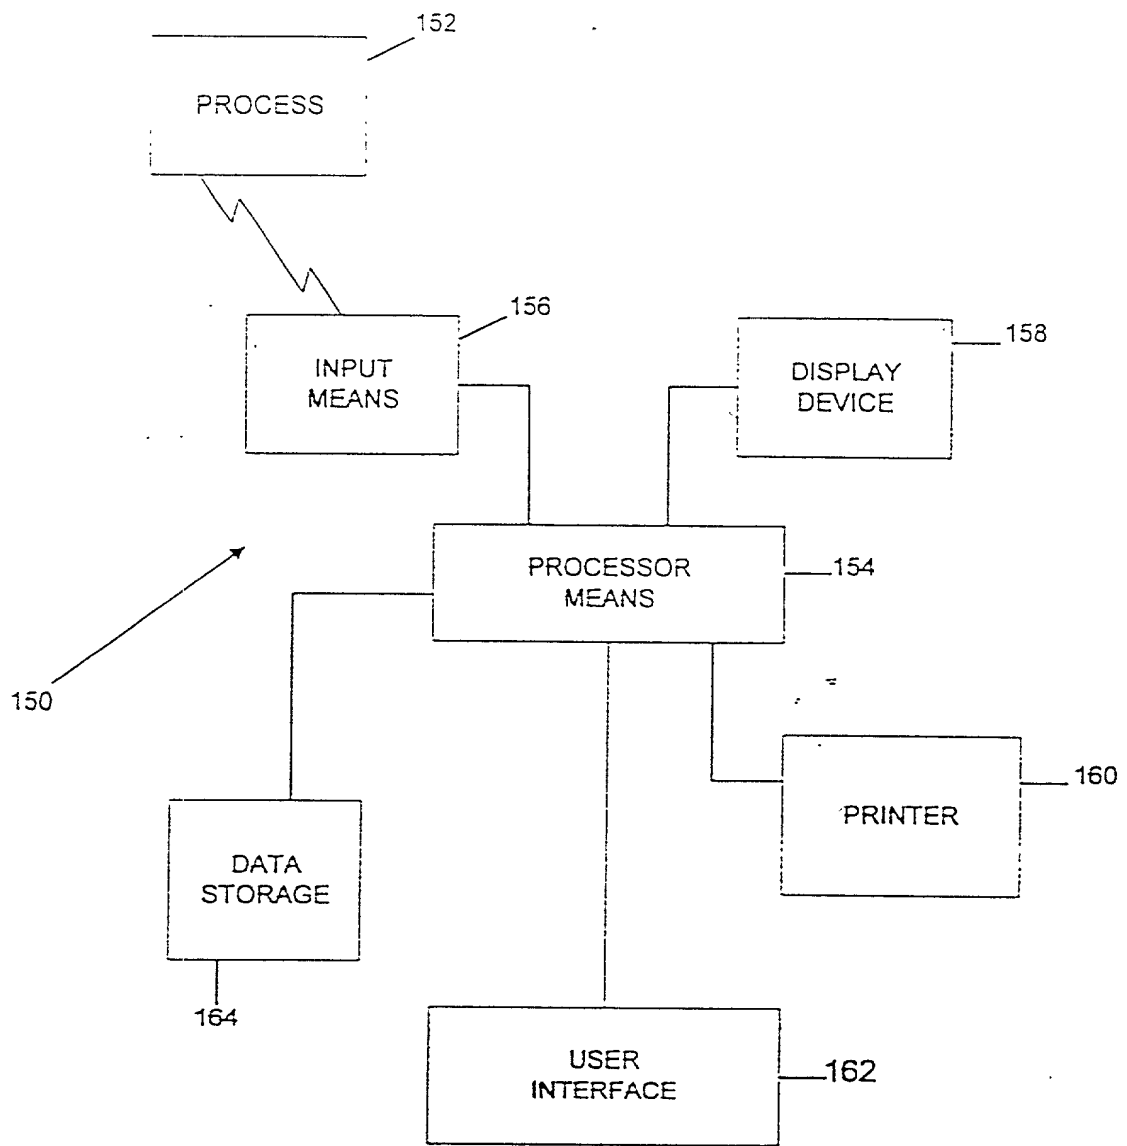 152
PROCESS
156
INPUT
MEANS
158
DISPLAY
DEVICE
PROCESSOR
MEANS
154
150
160
PRINTER
DATA
STORAGE
164
USER
INTERFACE
162